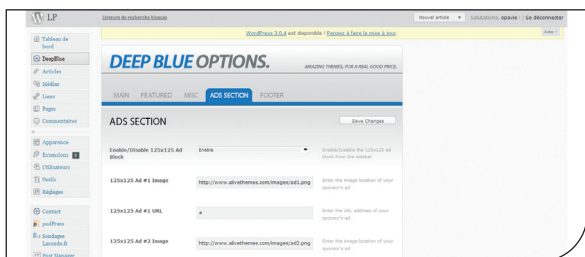 LP
Lecteurs de recherche bloqués
Nouvel article
Salutations, opavie ! | Se déconnecter
WordPress 3.0.4 est disponible ! Pensez à faire la mise à jour.
Aide
Tableau de
bord
DeepBlue
Articles
Médias
Liens
Pages
Commentaires
Apparence
Extensions
Utilisateurs
Outils
Réglages
Contact
podPress
Sondages
Laconde.fr
Post Manager
DEEP BLUE OPTIONS.
AMAZING THEMES, FOR A REAL GOOD PRICE.
MAIN FEATURED MISC ADS SECTION FOOTER
ADS SECTION
Save Changes
Enable/Disable 125x125 Ad
Block
Enable
Enable/Disable the 125x125 ad
block from the sidebar
125x125 Ad #1 Image
http://www.alivethemes.com/images/ad1.png
Enter the image location of your
sponsor's ad
125x125 Ad #1 URL
#
Enter the URL address of your
sponsor's ad
125x125 Ad #2 Image
http://www.alivethemes.com/images/ad2.png
Enter the image location of your
sponsor's ad